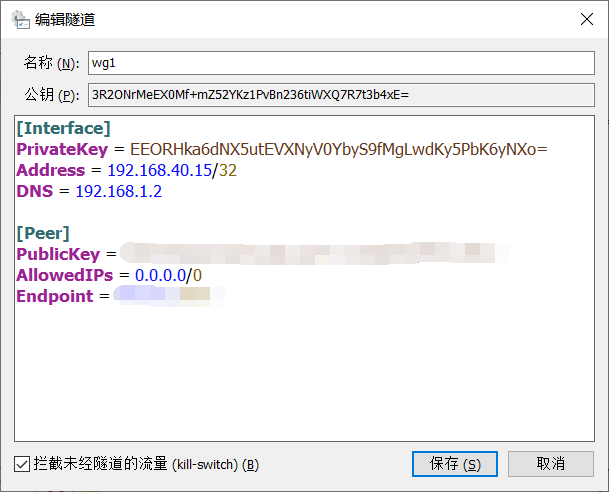 编辑隧道
名称 (N): wg1
公钥 (P): 3R2ONrMeEX0Mf+mZ52YKz1PvBn236tiWXQ7R7t3b4xE=
[Interface]
PrivateKey = EEORHka6dNX5utEVXNyV0YbyS9fMgLwdKy5PbK6yNXo=
Address = 192.168.40.15/32
DNS = 192.168.1.2
[Peer]
PublicKey =
AllowedIPs = 0.0.0.0/0
Endpoint =
拦截未经隧道的流量 (kill-switch) (B)
保存 (S)
取消